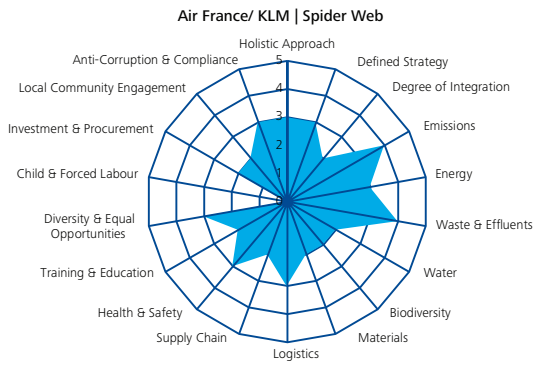 Air France/ KLM | Spider Web
Holistic Approach
Anti-Corruption & Compliance
Defined Strategy
Local Community Engagement
Degree of Integration
Investment & Procurement
Emissions
Child & Forced Labour
Energy
Diversity & Equal
Opportunities
Waste & Effluents
Training & Education
Water
Health & Safety
Biodiversity
Supply Chain
Materials
Logistics
5
4
3
2
1
0